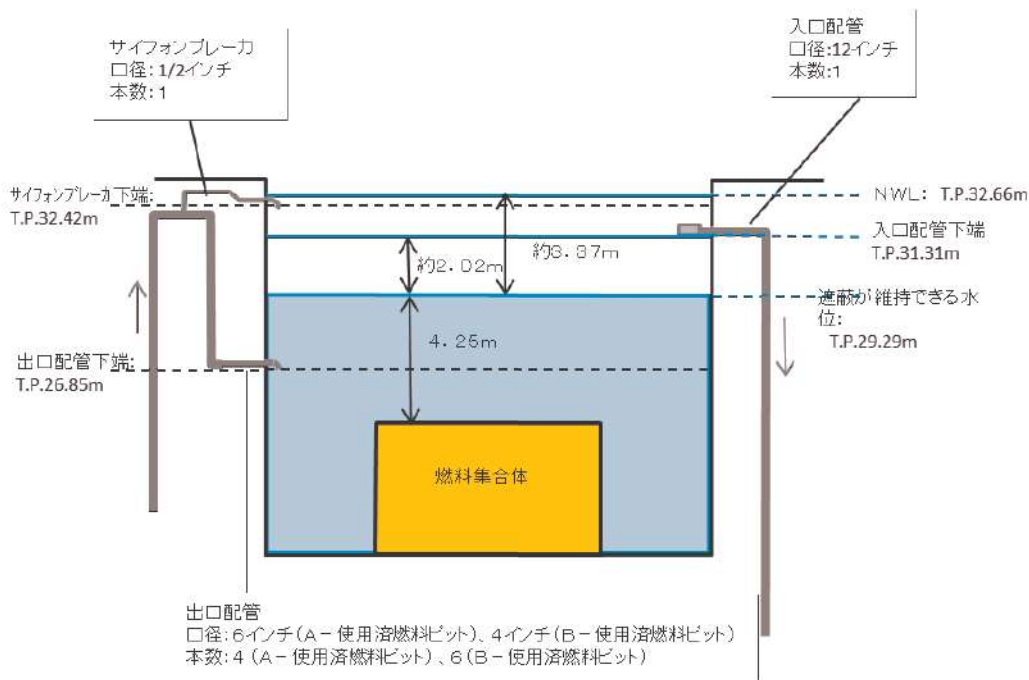 サイフォンブレーカ
口径：1/2インチ
本数：1
入口配管
口径：12インチ
本数：1
サイフォンブレーカ下端：
T.P.32.42m
NWL： T.P.32.66m
入口配管下端
T.P.31.31m
約2．02m
約3．37m
遮蔽が維持できる水
位：
T.P.29.29m
4．25m
出口配管下端：
T.P.26.85m
燃料集合体
出口配管
口径：6インチ（A－使用済燃料ピット）、4インチ（B－使用済燃料ピット）
本数：4（A－使用済燃料ピット）、6（B－使用済燃料ピット）